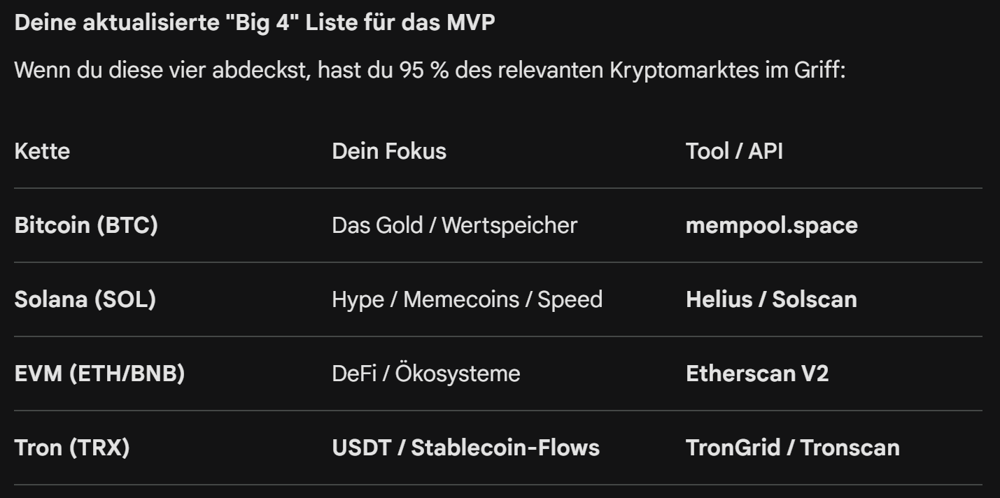 Deine aktualisierte "Big 4" Liste für das MVP
Wenn du diese vier abdeckst, hast du 95 % des relevanten Kryptomarktes im Griff:
Kette Dein Fokus Tool / API
Bitcoin (BTC) Das Gold / Wertspeicher mempool.space
Solana (SOL) Hype / Memecoins / Speed Helius / Solscan
EVM (ETH/BNB) DeFi / Ökosysteme Etherscan V2
Tron (TRX) USDT / Stablecoin-Flows TronGrid / Tronscan